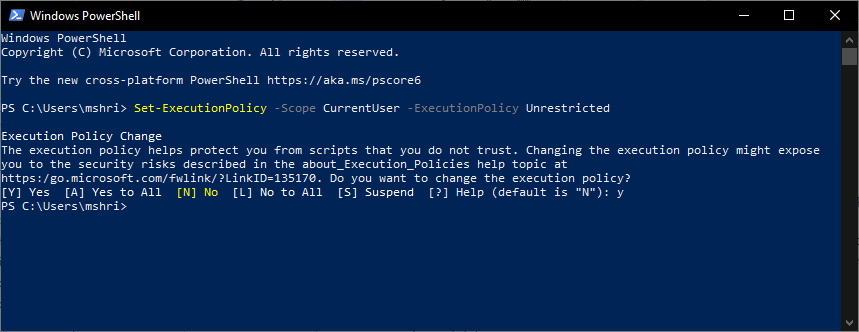 Windows PowerShell
Windows PowerShell
Copyright (C) Microsoft Corporation. All rights reserved.
Try the new cross-platform PowerShell https://aka.ms/pscore6
PS C:\Users\mshri> Set-ExecutionPolicy -Scope CurrentUser -ExecutionPolicy Unrestricted
Execution Policy Change
The execution policy helps protect you from scripts that you do not trust. Changing the execution policy might expose
you to the security risks described in the about_Execution_Policies help topic at
https:/go.microsoft.com/fwlink/?LinkID=135170. Do you want to change the execution policy?
[Y] Yes  [A] Yes to All  [N] No  [L] No to All  [S] Suspend  [?] Help (default is "N"): y
PS C:\Users\mshri>